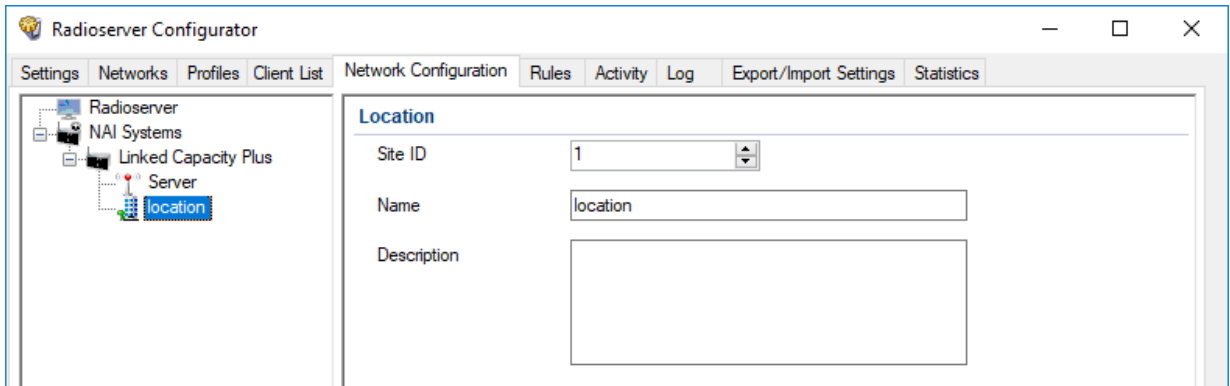 Radioserver Configurator
Settings Networks Profiles Client List Network Configuration Rules Activity Log Export/Import Settings Statistics
Radioserver
NAI Systems
Linked Capacity Plus
Server
location
Location
Site ID 1
Name location
Description